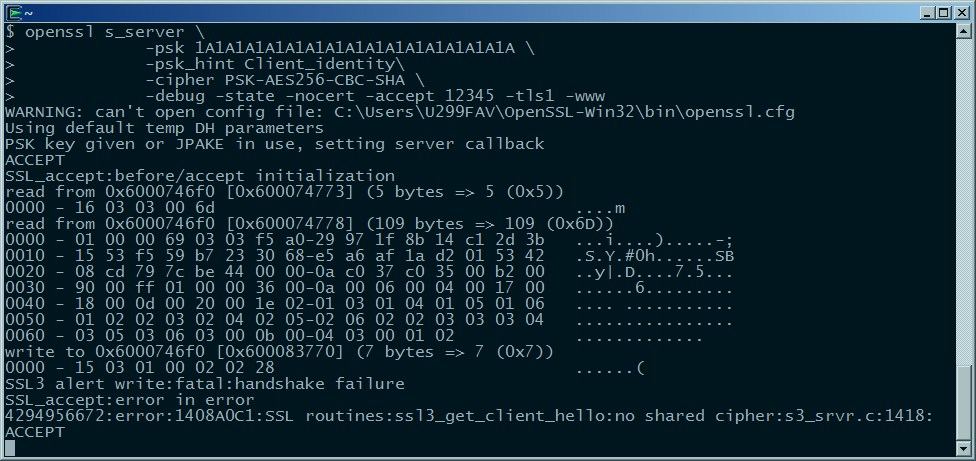 ~
$ openssl s_server \
>             -psk 1A1A1A1A1A1A1A1A1A1A1A1A1A1A1A1A \
>             -psk_hint Client_identity\
>             -cipher PSK-AES256-CBC-SHA \
>             -debug -state -nocert -accept 12345 -tls1 -www
WARNING: can't open config file: C:\Users\U299FAV\OpenSSL-Win32\bin\openssl.cfg
Using default temp DH parameters
PSK key given or JPAKE in use, setting server callback
ACCEPT
SSL_accept:before/accept initialization
read from 0x6000746f0 [0x600074773] (5 bytes => 5 (0x5))
0000 - 16 03 03 00 6d                                    ....m
read from 0x6000746f0 [0x600074778] (109 bytes => 109 (0x6D))
0000 - 01 00 00 69 03 03 f5 a0-29 97 1f 8b 14 c1 2d 3b   ...i....).....-;
0010 - 15 53 f5 59 b7 23 30 68-e5 a6 af 1a d2 01 53 42   .S.Y.#0h......SB
0020 - 08 cd 79 7c be 44 00 00-0a c0 37 c0 35 00 b2 00   ..y|.D....7.5...
0030 - 90 00 ff 01 00 00 36 00-0a 00 06 00 04 00 17 00   ......6.........
0040 - 18 00 0d 00 20 00 1e 02-01 03 01 04 01 05 01 06   .... ...........
0050 - 01 02 02 03 02 04 02 05-02 06 02 02 03 03 03 04   ................
0060 - 03 05 03 06 03 00 0b 00-04 03 00 01 02            .............
write to 0x6000746f0 [0x600083770] (7 bytes => 7 (0x7))
0000 - 15 03 01 00 02 02 28                              ......(
SSL3 alert write:fatal:handshake failure
SSL_accept:error in error
4294956672:error:1408A0C1:SSL routines:ssl3_get_client_hello:no shared cipher:s3_srvr.c:1418:
ACCEPT